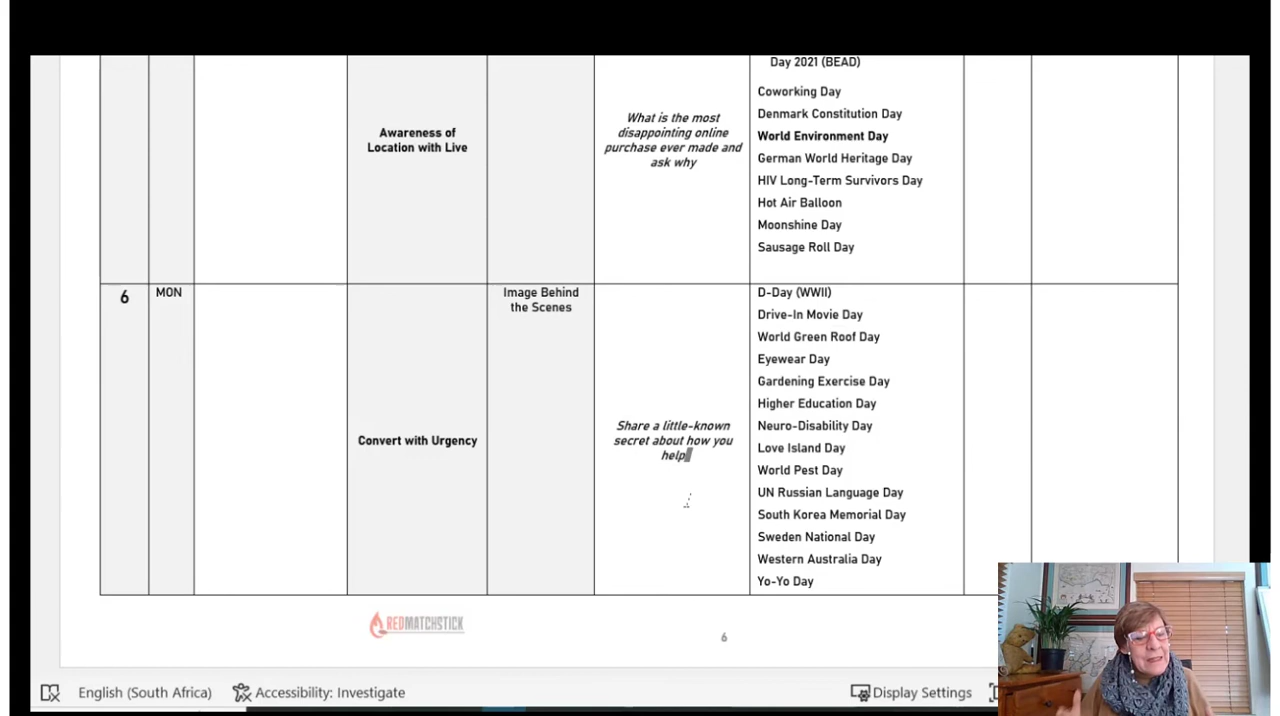 Day 2021 (BEAD)
Awareness of
Location with Live
What is the most
disappointing online
purchase ever made and
ask why
Coworking Day
Denmark Constitution Day
World Environment Day
German World Heritage Day
HIV Long-Term Survivors Day
Hot Air Balloon
Moonshine Day
Sausage Roll Day
6
MON
Convert with Urgency
Image Behind
the Scenes
Share a little-known
secret about how you
help
D-Day (WWII)
Drive-In Movie Day
World Green Roof Day
Eyewear Day
Gardening Exercise Day
Higher Education Day
Neuro-Disability Day
Love Island Day
World Pest Day
UN Russian Language Day
South Korea Memorial Day
Sweden National Day
Western Australia Day
Yo-Yo Day
REDMATCHSTICK
6
English (South Africa)
Accessibility: Investigate
Display Settings